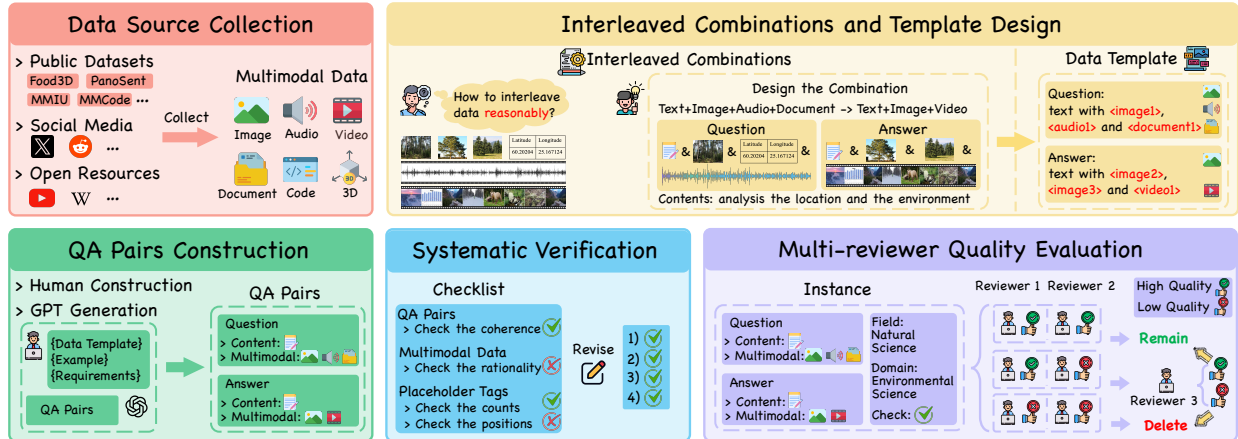 Data Source Collection
> Public Datasets
Food3D PanoSent
MMIU MMCode ...
> Social Media
X ...
> Open Resources
W ...
Collect
Multimodal Data
Image Audio Video
Document Code 3D
Interleaved Combinations and Template Design
Interleaved Combinations
How to interleave
data reasonably?
Latitude Longitude
60.20204 25.167124
Design the Combination
Text+Image+Audio+Document -> Text+Image+Video
Question
& & Latitude Longitude &
60.20204 25.167124
Answer
& & & &
Contents: analysis the location and the environment
Data Template
Question:
text with <image1>,
<audio1> and <document1>
Answer:
text with <image2>,
<image3> and <video1>
QA Pairs Construction
> Human Construction
> GPT Generation
{Data Template}
{Example}
{Requirements}
QA Pairs
QA Pairs
Question
> Content:
> Multimodal:
Answer
> Content:
> Multimodal:
Systematic Verification
Checklist
QA Pairs
> Check the coherence
Multimodal Data
> Check the rationality
Placeholder Tags
> Check the counts
> Check the positions
Revise
1)
2)
3)
4)
Multi-reviewer Quality Evaluation
Instance
Question
> Content:
> Multimodal:
Answer
> Content:
> Multimodal:
Field:
Natural
Science
Domain:
Environmental
Science
Check:
Reviewer 1 Reviewer 2
High Quality
Low Quality
Remain
Reviewer 3
Delete